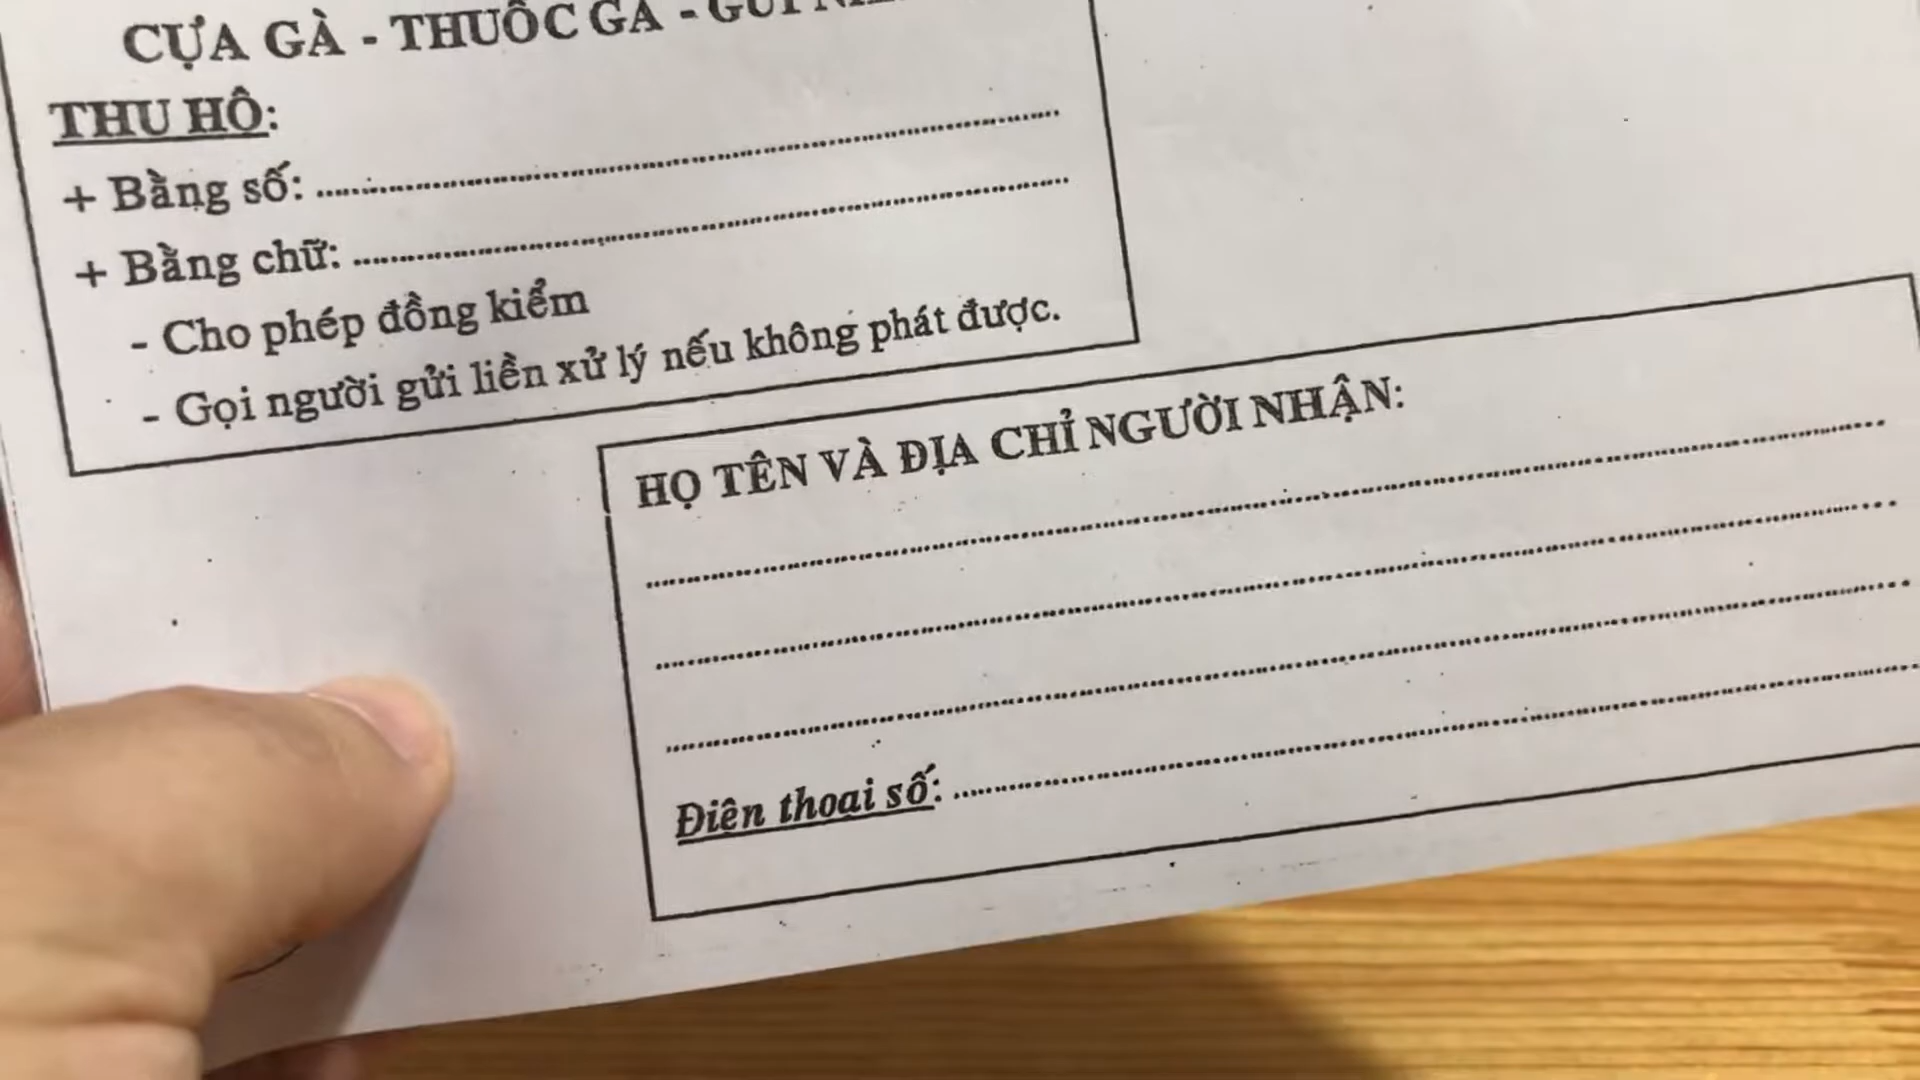 CỰA GÀ - THUỐC GÀ - GỬI
THU HỘ:
+ Bằng số: ........................
+ Bằng chữ: ........................
- Cho phép đồng kiểm
- Gọi người gửi liền xử lý nếu không phát được.
HỌ TÊN VÀ ĐỊA CHỈ NGƯỜI NHẬN:
Điện thoại số: ........................